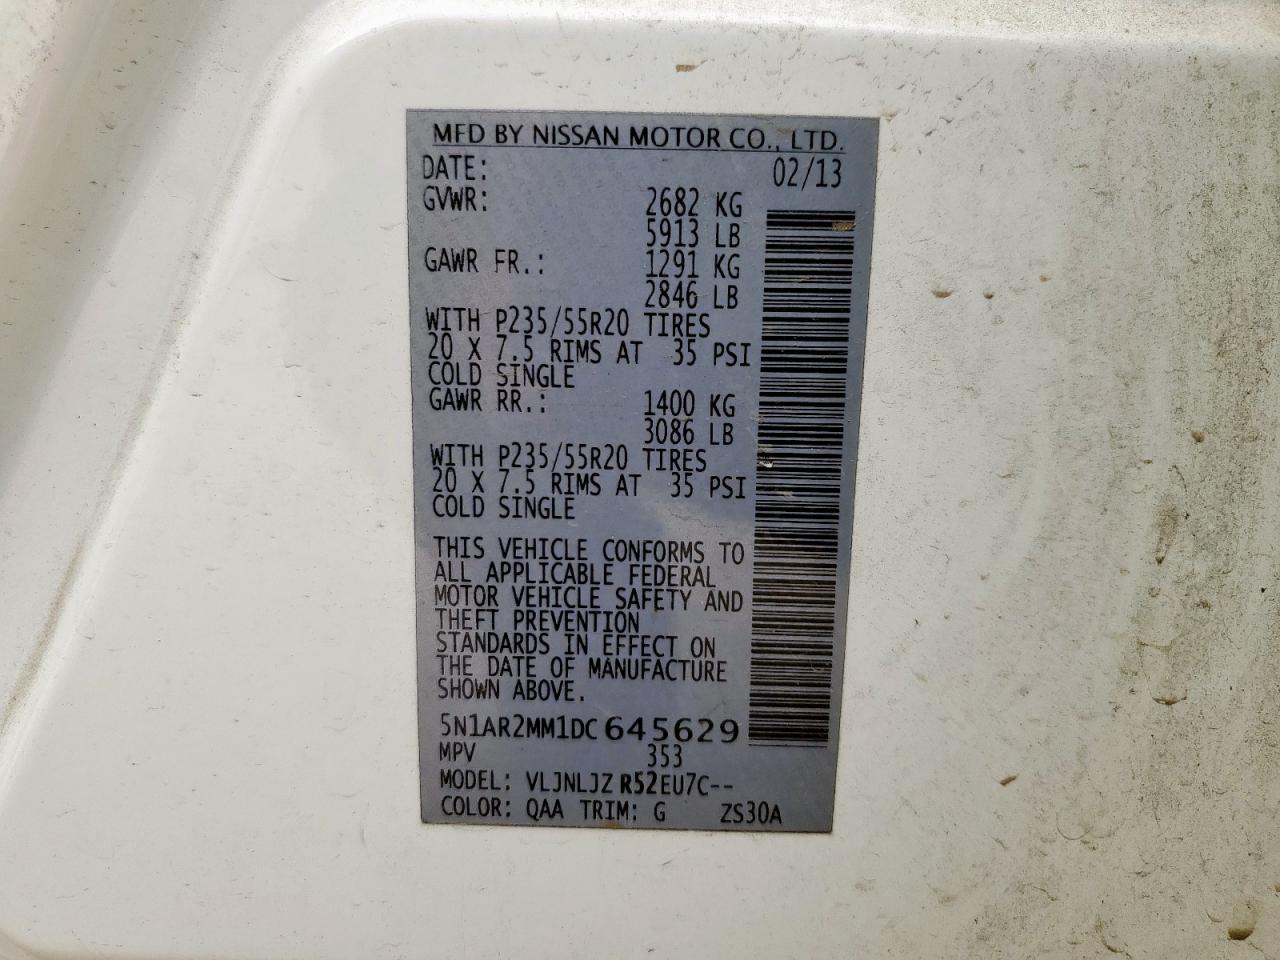 MFD BY NISSAN MOTOR CO., LTD.
DATE: 02/13
GVWR: 2682 KG
5913 LB
GAWR FR.: 1291 KG
2846 LB
WITH P235/55R20 TIRES
20 X 7.5 RIMS AT 35 PSI
COLD SINGLE
GAWR RR.: 1400 KG
3086 LB
WITH P235/55R20 TIRES
20 X 7.5 RIMS AT 35 PSI
COLD SINGLE
THIS VEHICLE CONFORMS TO
ALL APPLICABLE FEDERAL
MOTOR VEHICLE SAFETY AND
THEFT PREVENTION
STANDARDS IN EFFECT ON
THE DATE OF MANUFACTURE
SHOWN ABOVE.
5N1AR2MM1DC645629
MPV 353
MODEL: VLJNLJZ R52EU7C--
COLOR: QAA TRIM: G ZS30A